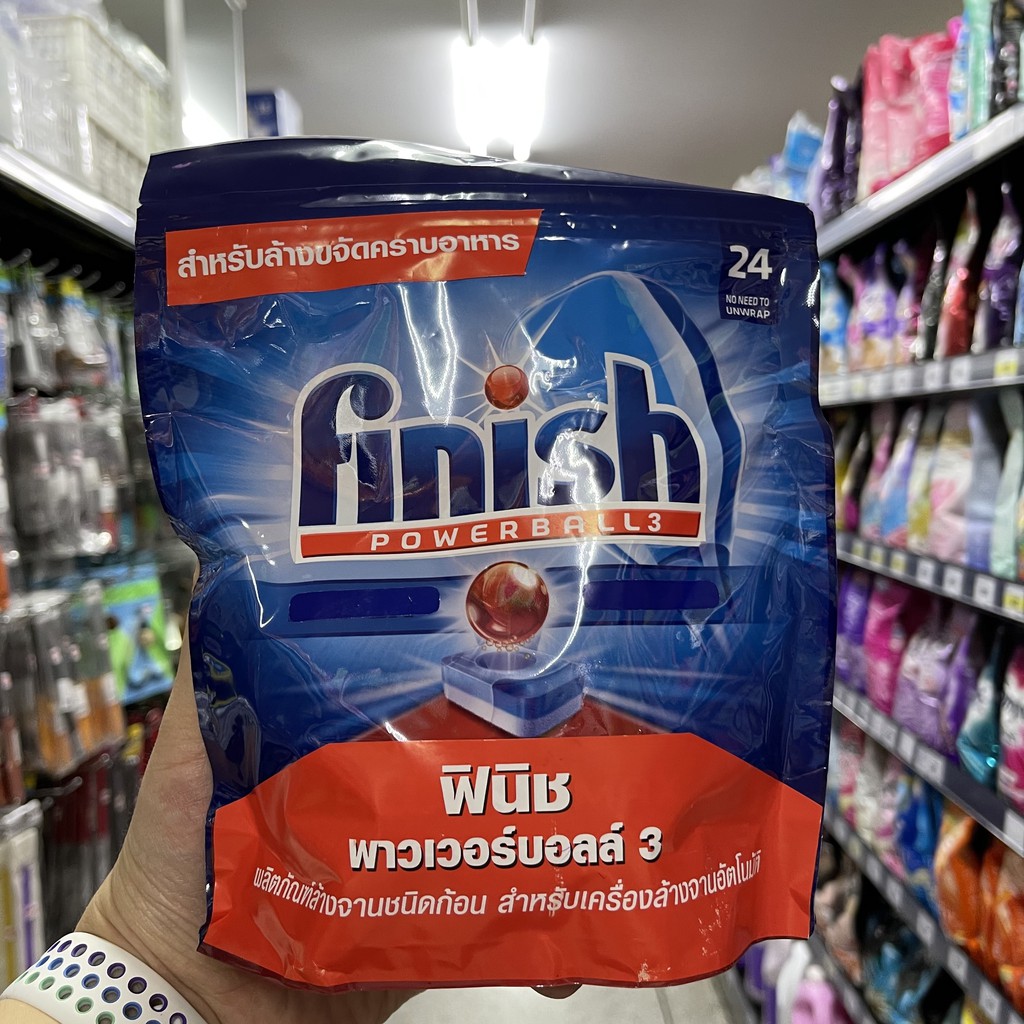 สำหรับล้างขจัดคราบอาหาร
24
NO NEED TO
UNWRAP
finish
POWERBALL3
ฟินิช
พาวเวอร์บอลล์ 3
ผลิตภัณฑ์ล้างจานชนิดก้อน สำหรับเครื่องล้างจานอัตโนมัติ